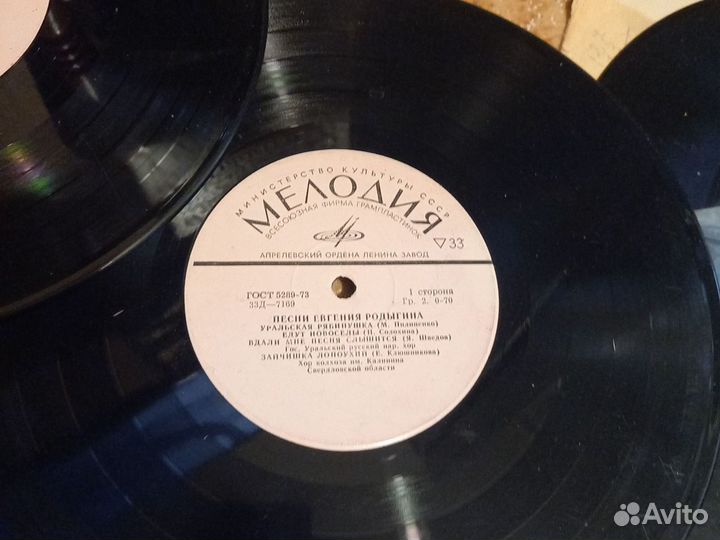 МИНИСТЕРСТВО КУЛЬТУРЫ СССР
МЕЛОДИЯ
ВСЕСОЮЗНАЯ ФИРМА ГРАМПЛАСТИНОК
▽33
АПРЕЛЕВСКИЙ ОРДЕНА ЛЕНИНА ЗАВОД
ГОСТ 5289-73
33Д—7169
1 сторона
Гр. 2. 0-70
ПЕСНИ ЕВГЕНИЯ РОДЫГИНА
УРАЛЬСКАЯ РЯБИНУШКА (М. Пилипенко)
ЕДУТ НОВОСЕЛЫ (Н. Солохина)
ВДАЛИ МНЕ ПЕСНЯ СЛЫШИТСЯ (Я. Шведов)
Гос. Уральский русский нар. хор
ЗАЙЧИШКА ЛОПОУХИЙ (Е. Клюшникова)
Хор колхоза им. Калинина
Свердловской области
Avito